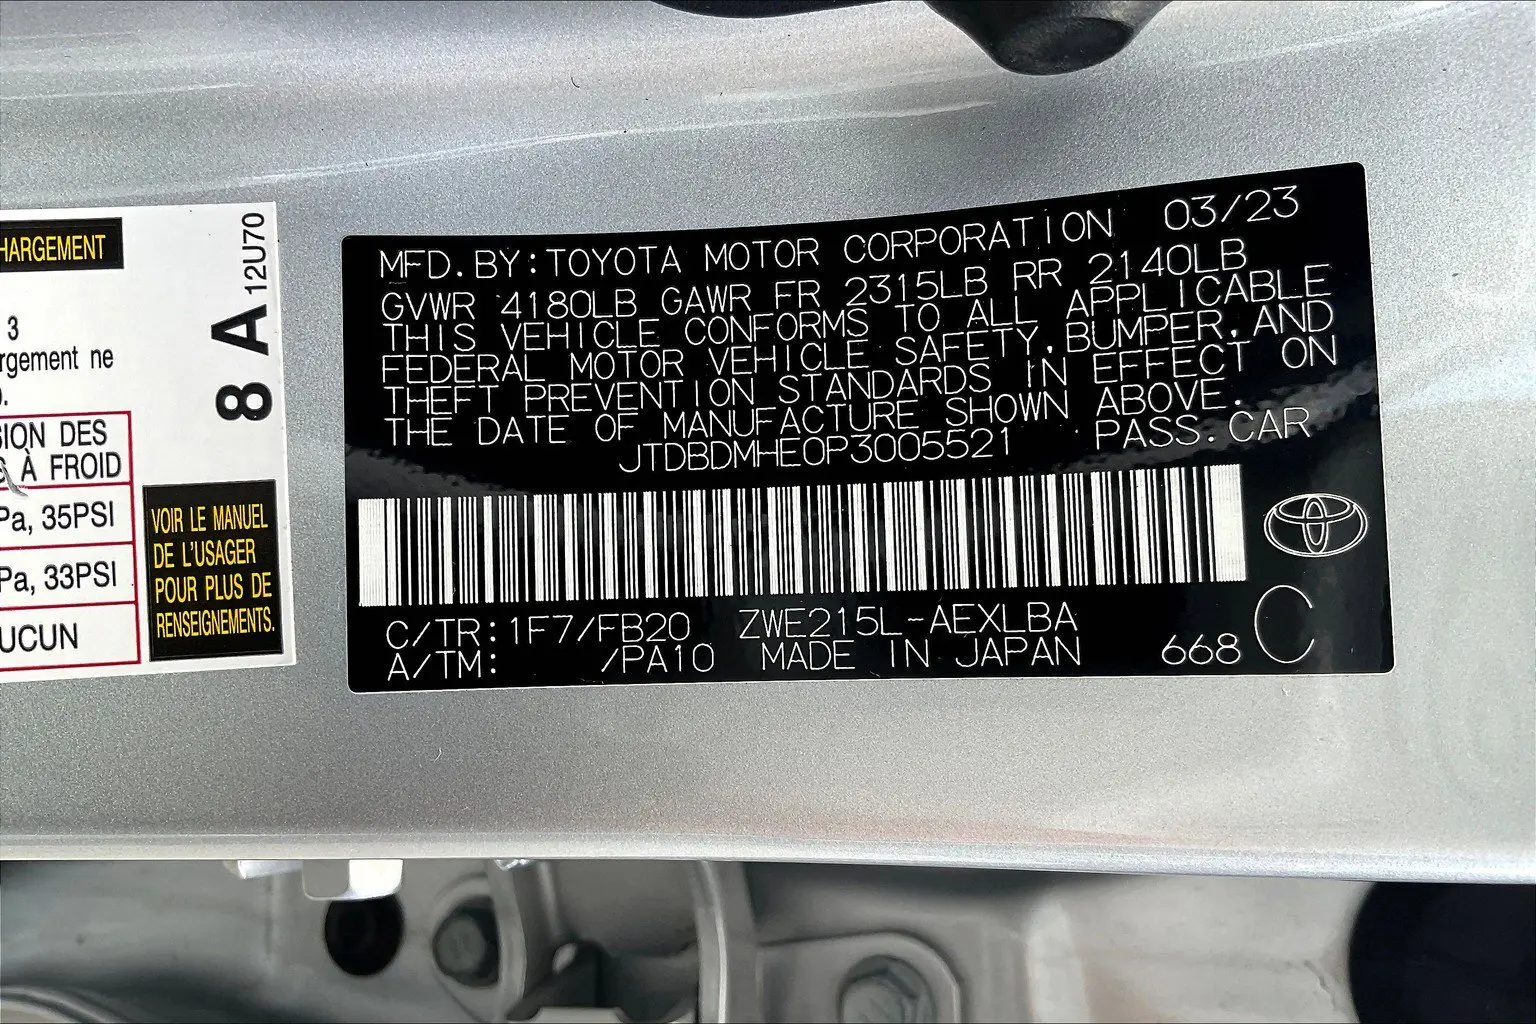 HARGEMENT
3
rgement ne
SION DES
À FROID
Pa, 35PSI
Pa, 33PSI
UCUN
8 A 12U70
VOIR LE MANUEL
DE L'USAGER
POUR PLUS DE
RENSEIGNEMENTS.
MFD. BY: TOYOTA MOTOR CORPORATION 03/23
GVWR 4180LB GAWR FR 2315LB RR 2140LB
THIS VEHICLE CONFORMS TO ALL APPLICABLE
FEDERAL MOTOR VEHICLE SAFETY, BUMPER, AND
THEFT PREVENTION STANDARDS IN EFFECT ON
THE DATE OF MANUFACTURE SHOWN ABOVE.
JTDBDMHE0P3005521 PASS. CAR
C/TR: 1F7/FB20 ZWE215L-AEXLBA
A/TM: /PA10 MADE IN JAPAN 668 C